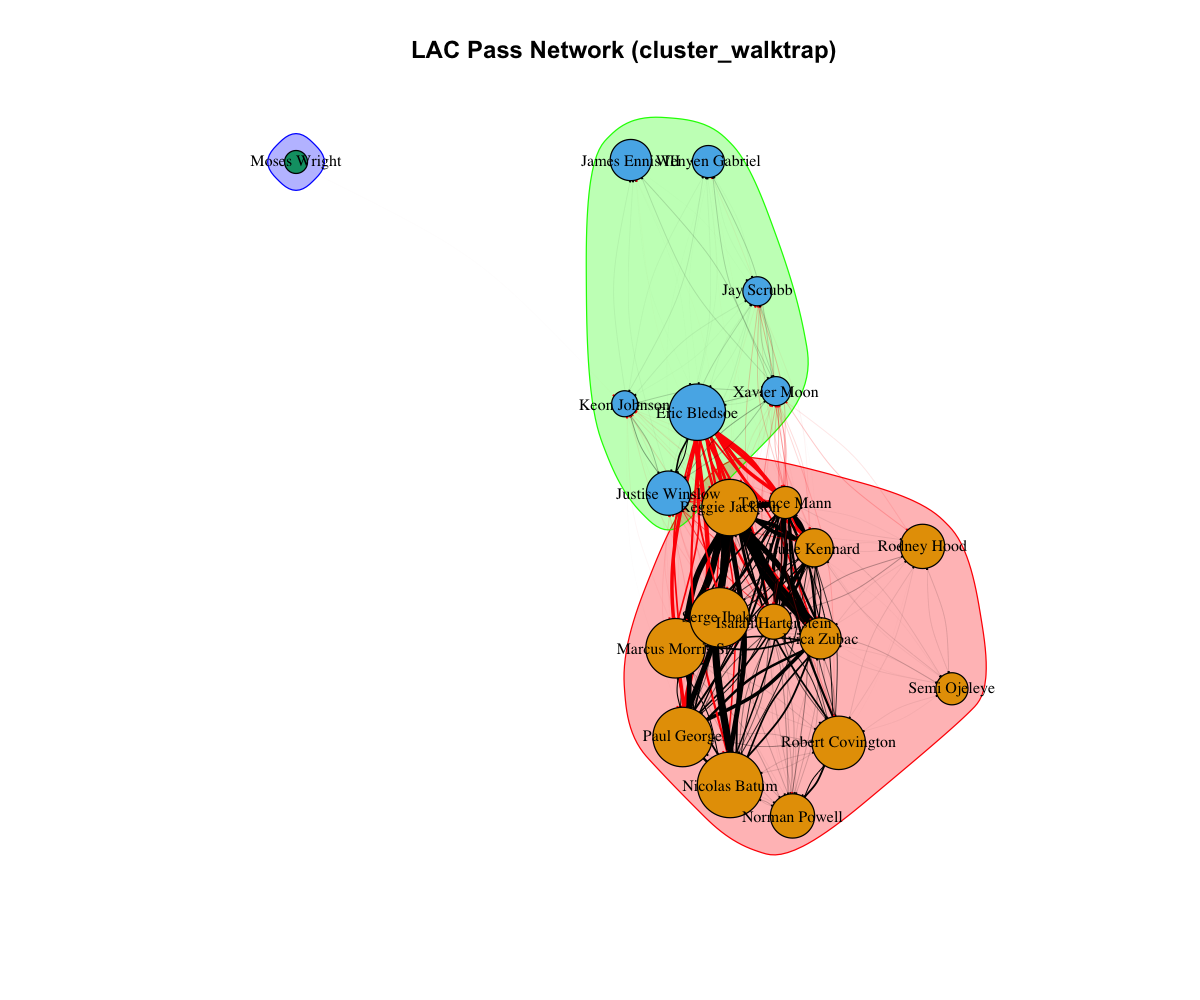 LAC Pass Network (cluster_walktrap)
Moses Wright
James Ennis III
Wenyen Gabriel
Jay Scrubb
Xavier Moon
Keon Johnson
Eric Bledsoe
Justise Winslow
Reggie Jackson
Terance Mann
Luke Kennard
Rodney Hood
Serge Ibaka
Isaiah Hartenstein
Ivica Zubac
Marcus Morris Sr.
Semi Ojeleye
Paul George
Robert Covington
Nicolas Batum
Norman Powell